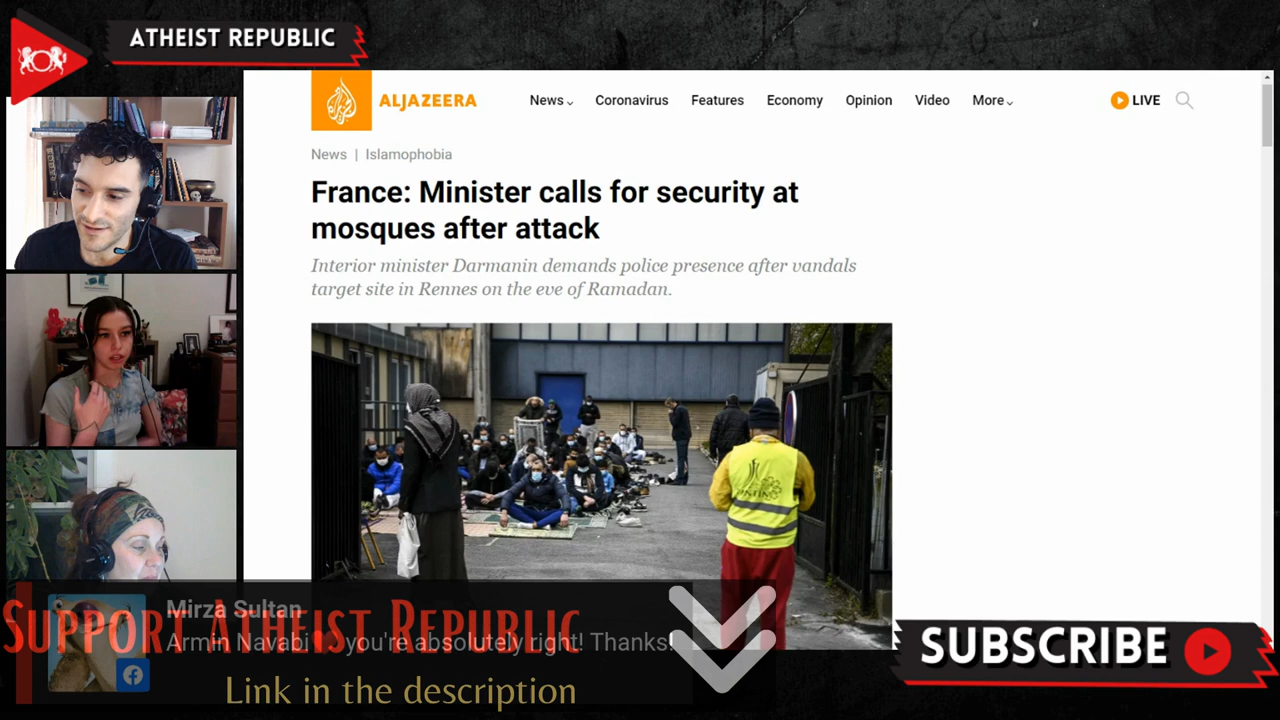 ATHEIST REPUBLIC
ALJAZEERA
News Coronavirus Features Economy Opinion Video More LIVE
News | Islamophobia
France: Minister calls for security at
mosques after attack
Interior minister Darmanin demands police presence after vandals
target site in Rennes on the eve of Ramadan.
Mirza Sultan
Armin Navabi you're absolutely right! Thanks!
SUPPORT ATHEIST REPUBLIC
Link in the description
SUBSCRIBE